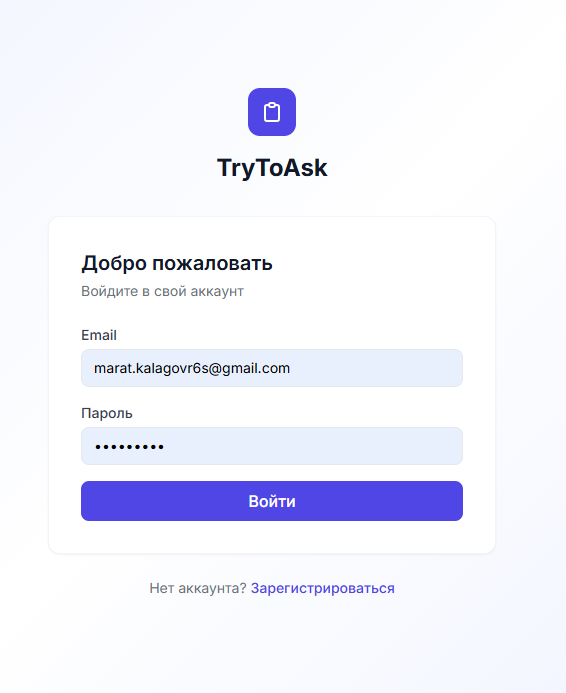 TryToAsk
Добро пожаловать
Войдите в свой аккаунт
Email
marat.kalagovr6s@gmail.com
Пароль
•••••••••
Войти
Нет аккаунта? Зарегистрироваться